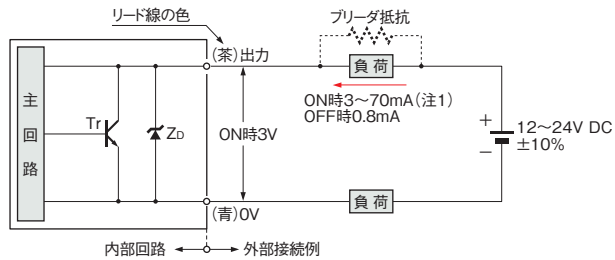 リード線の色
ブリーダ抵抗
(茶)出力
負荷
主回路
Tr
ZD
ON時3V
ON時3〜70mA(注1)
OFF時0.8mA
+
−
12〜24V DC
±10%
(青)0V
負荷
内部回路
外部接続例